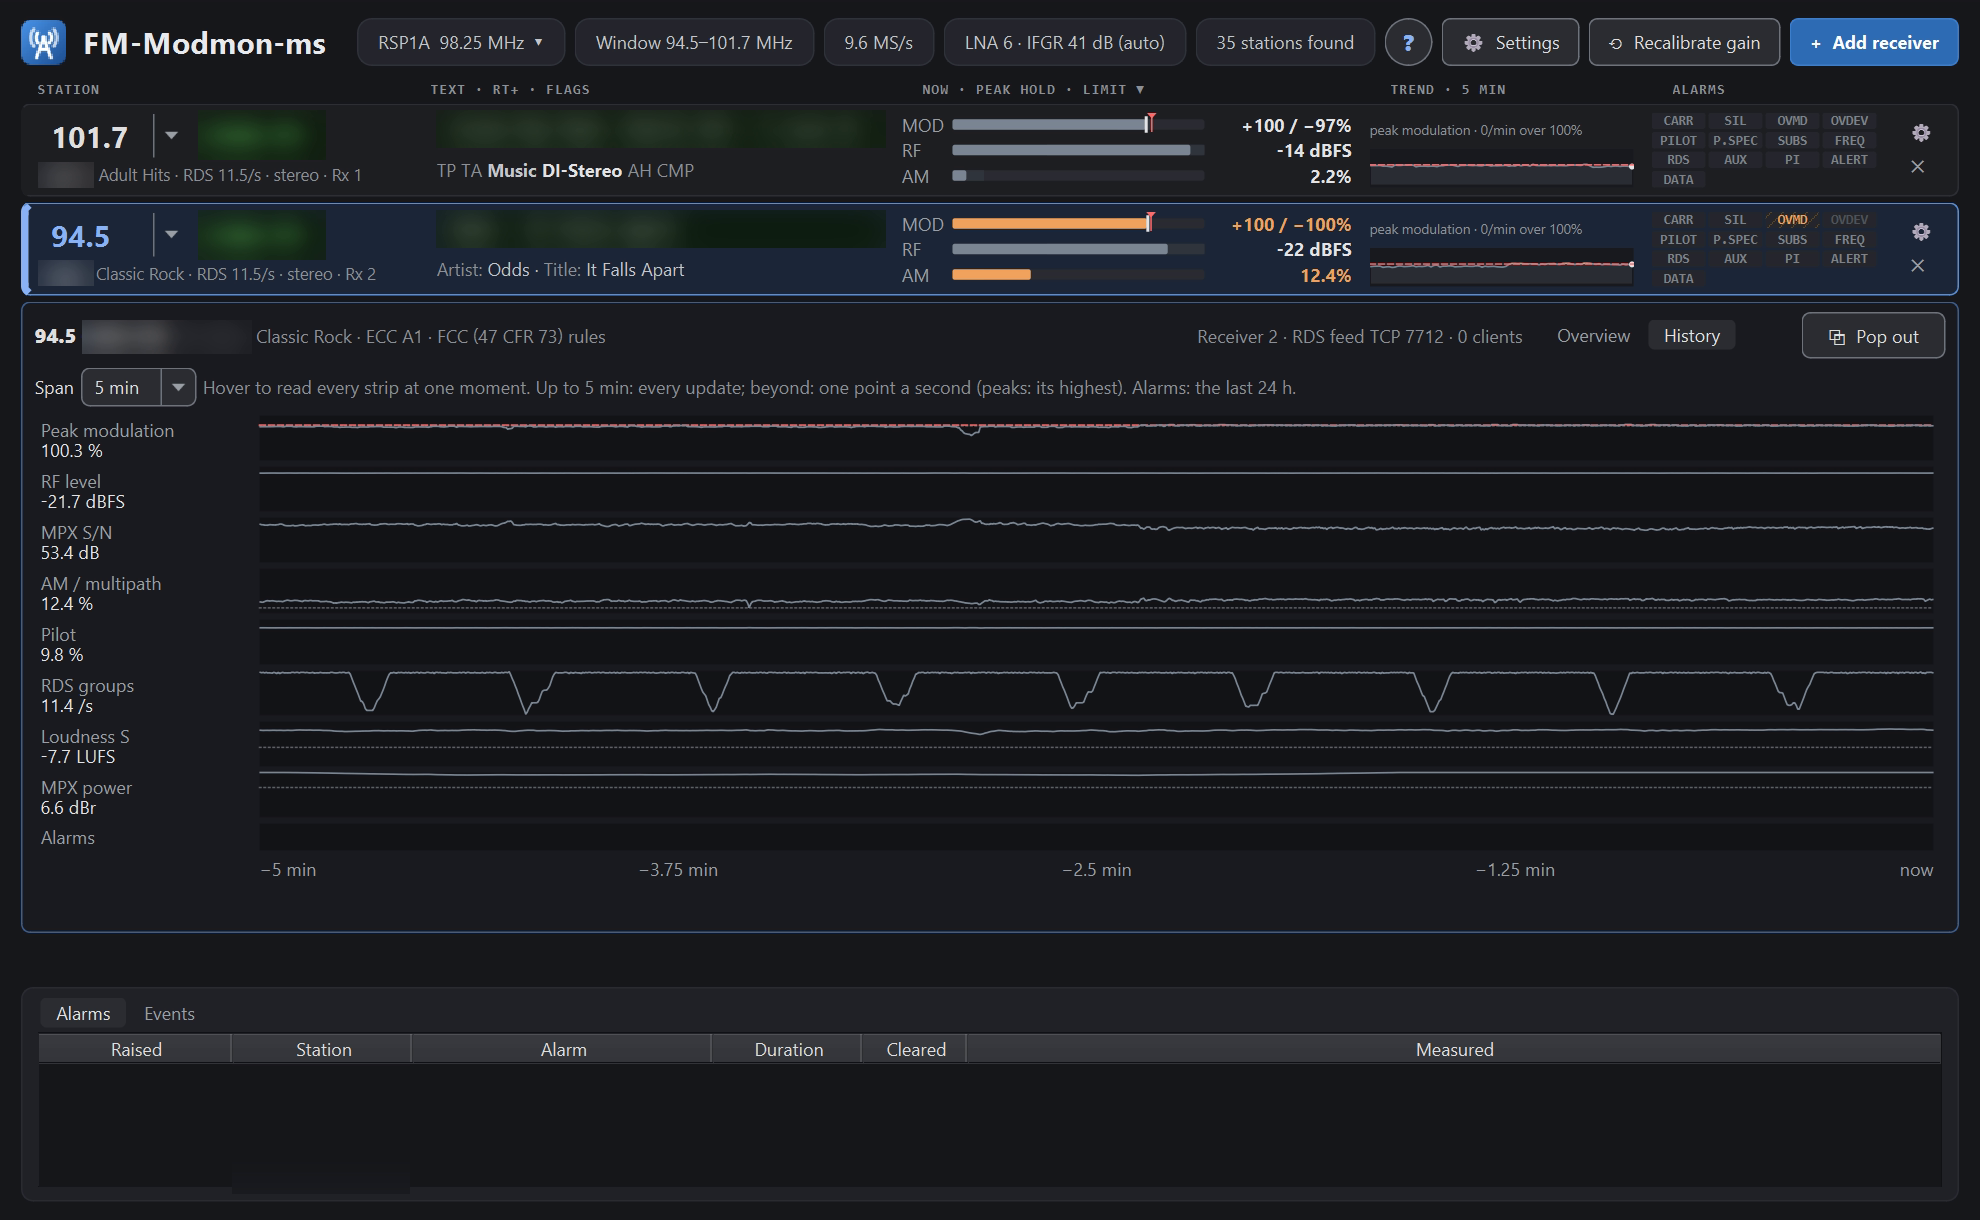 FM-Modmon-ms
RSP1A 98.25 MHz ▼
Window 94.5–101.7 MHz
9.6 MS/s
LNA 6 · IFGR 41 dB (auto)
35 stations found
?
Settings
Recalibrate gain
+ Add receiver
STATION
TEXT · RT+ · FLAGS
NOW · PEAK HOLD · LIMIT ▼
TREND · 5 MIN
ALARMS
101.7
Adult Hits · RDS 11.5/s · stereo · Rx 1
TP TA Music DI-Stereo AH CMP
MOD +100 / −97%
RF -14 dBFS
AM 2.2%
peak modulation · 0/min over 100%
CARR SIL OVMD OVDEV
PILOT P.SPEC SUBS FREQ
RDS AUX PI ALERT
DATA
94.5
Classic Rock · RDS 11.5/s · stereo · Rx 2
Artist: Odds · Title: It Falls Apart
MOD +100 / −100%
RF -22 dBFS
AM 12.4%
peak modulation · 0/min over 100%
CARR SIL OVMD OVDEV
PILOT P.SPEC SUBS FREQ
RDS AUX PI ALERT
DATA
94.5 Classic Rock · ECC A1 · FCC (47 CFR 73) rules
Receiver 2 · RDS feed TCP 7712 · 0 clients
Overview
History
Pop out
Span 5 min Hover to read every strip at one moment. Up to 5 min: every update; beyond: one point a second (peaks: its highest). Alarms: the last 24 h.
Peak modulation
100.3 %
RF level
-21.7 dBFS
MPX S/N
53.4 dB
AM / multipath
12.4 %
Pilot
9.8 %
RDS groups
11.4 /s
Loudness S
-7.7 LUFS
MPX power
6.6 dBr
Alarms
−5 min −3.75 min −2.5 min −1.25 min now
Alarms Events
Raised Station Alarm Duration Cleared Measured